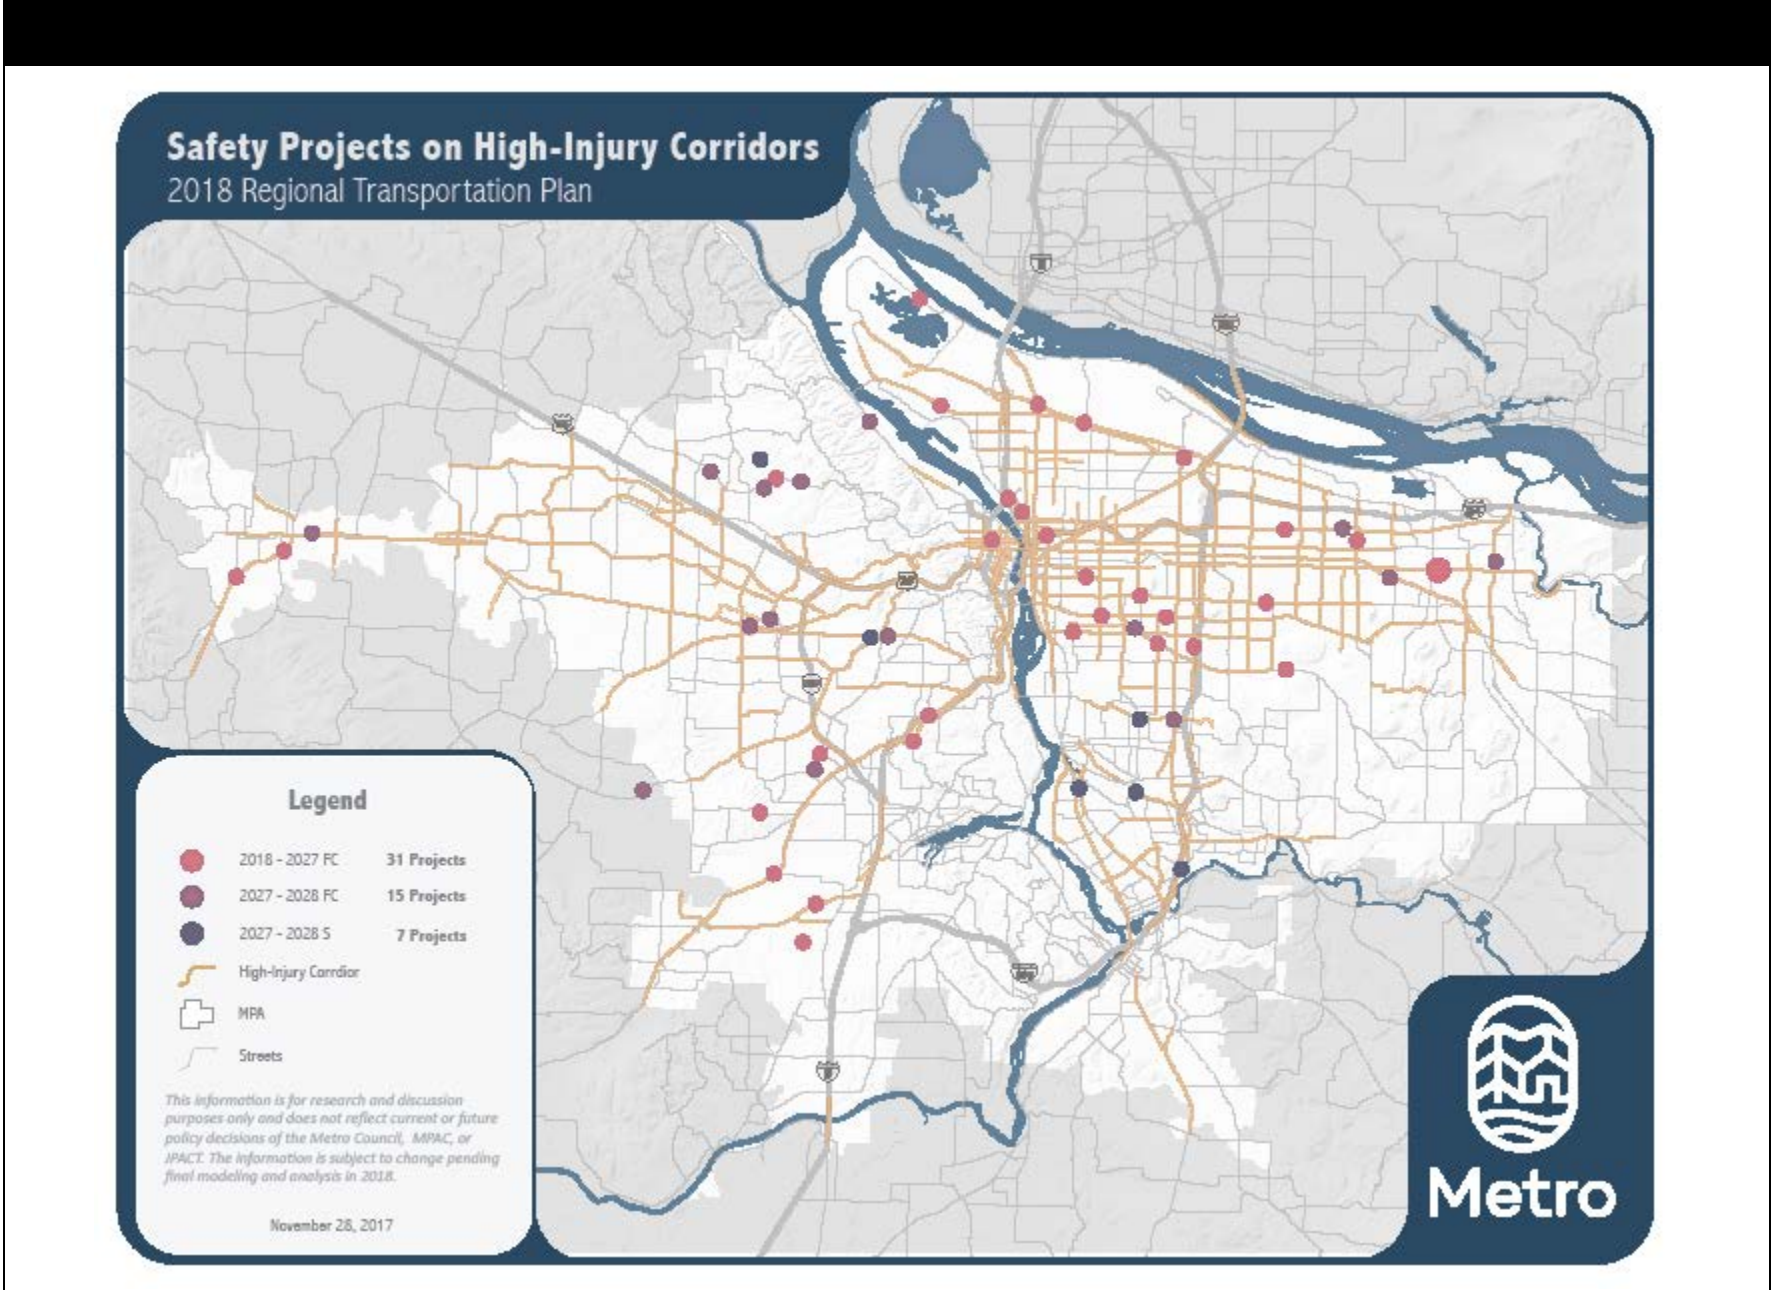 Safety Projects on High-Injury Corridors
2018 Regional Transportation Plan
Legend
2018 - 2027 FC 31 Projects
2027 - 2028 FC 15 Projects
2027 - 2028 S 7 Projects
High-Injury Corrdior
MPA
Streets
This information is for research and discussion
purposes only and does not reflect current or future
policy decisions of the Metro Council, MPAC, or
JPACT. The information is subject to change pending
final modeling and analysis in 2018.
November 28, 2017
Metro